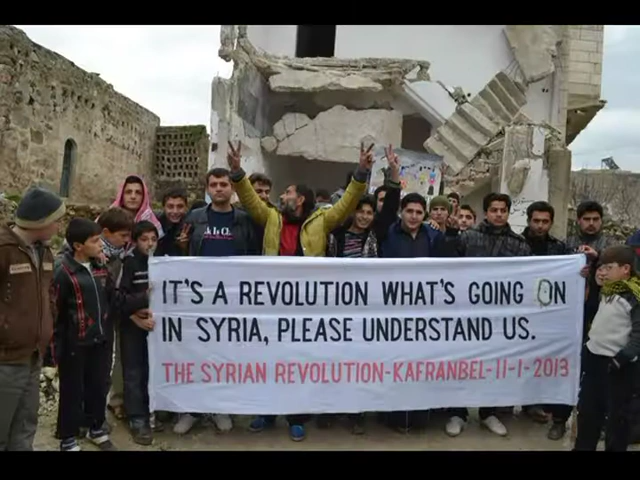 IT'S A REVOLUTION WHAT'S GOING ON
IN SYRIA, PLEASE UNDERSTAND US.
THE SYRIAN REVOLUTION-KAFRANBEL-11-1-2013